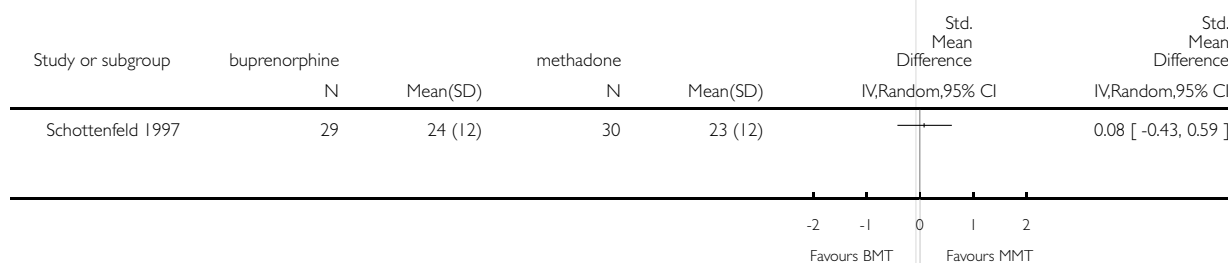 Std.
Mean
Difference
Std.
Mean
Difference
Study or subgroup buprenorphine methadone
N Mean(SD) N Mean(SD) IV,Random,95% CI IV,Random,95% CI
Schottenfeld 1997 29 24 (12) 30 23 (12) 0.08 [ -0.43, 0.59 ]
-2 -1 0 1 2
Favours BMT Favours MMT